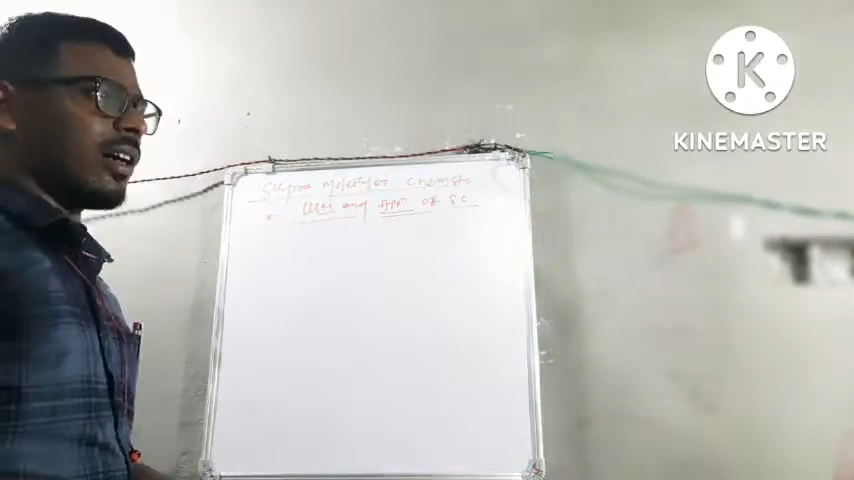 Supra molecular chemistry
Uses and Appn of SC
KINEMASTER